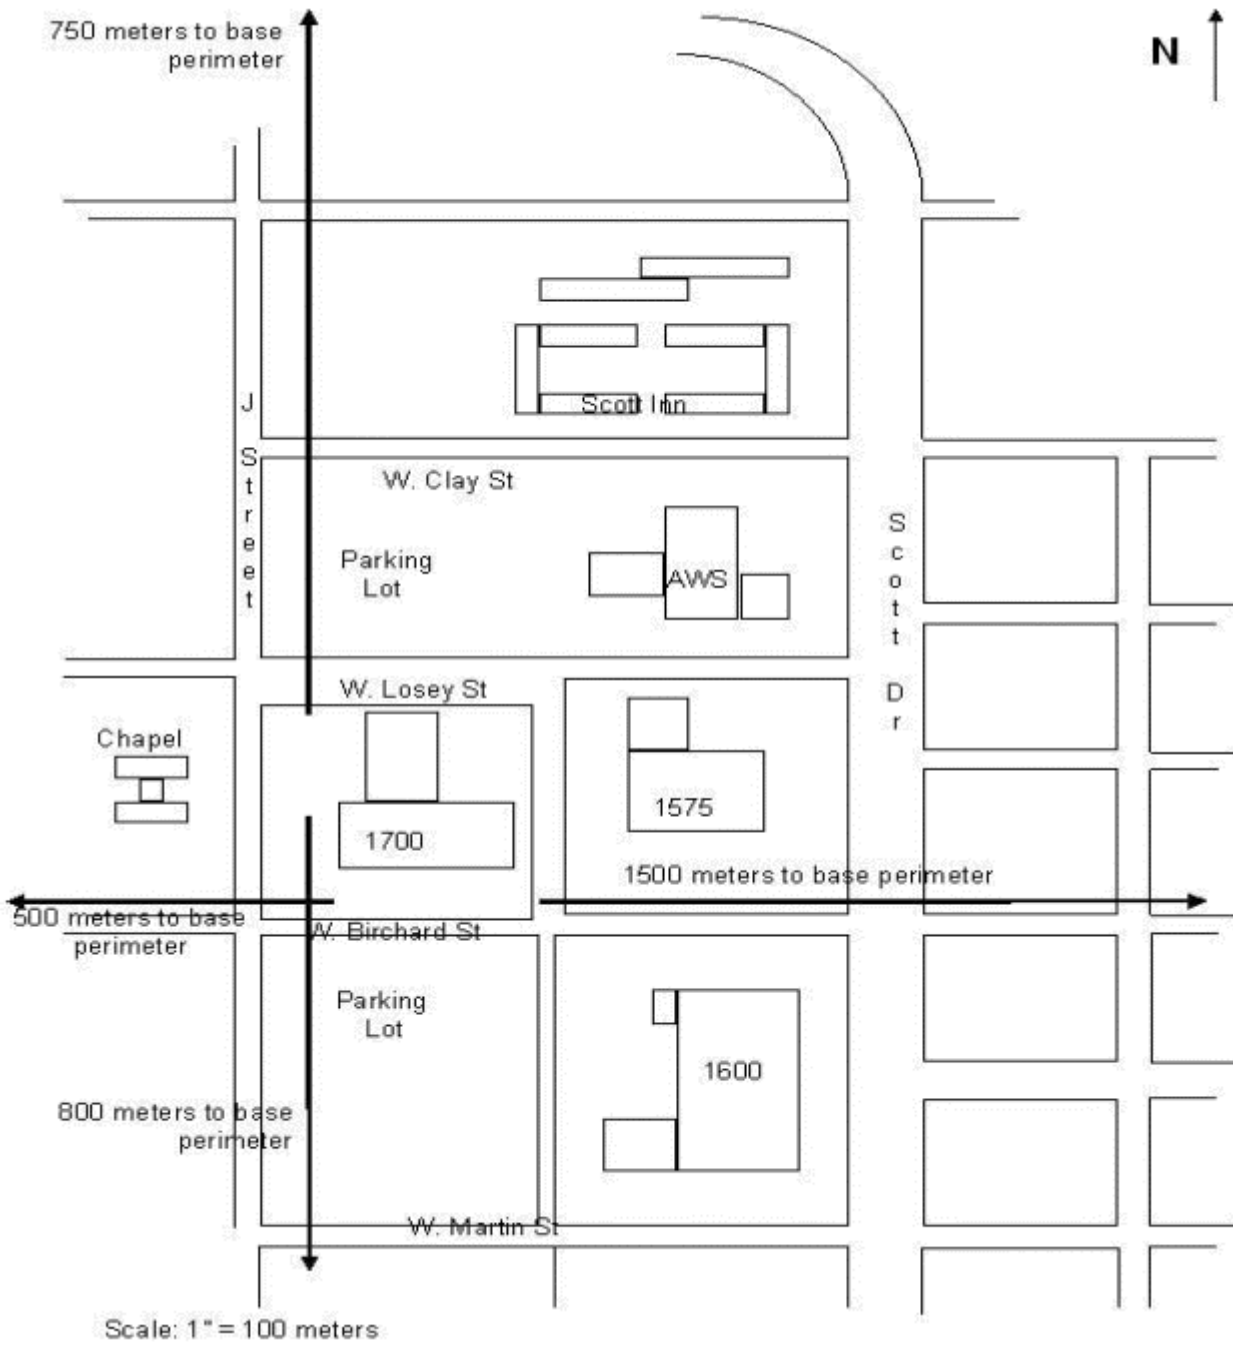 750 meters to base
perimeter
N
Scott Inn
J Street
W. Clay St
Parking
Lot
AWS
Scott Dr
W. Losey St
Chapel
1700
1575
1500 meters to base perimeter
500 meters to base
perimeter
W. Birchard St
Parking
Lot
1600
800 meters to base
perimeter
W. Martin St
Scale: 1" = 100 meters